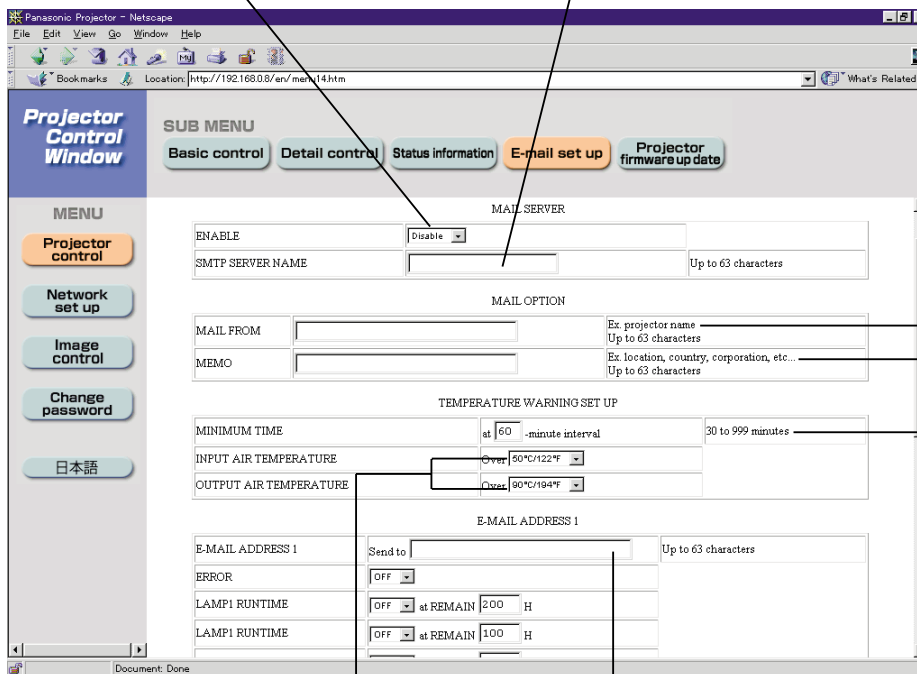 Panasonic Projector - Netscape
File Edit View Go Window Help
My
Bookmarks Location: http://192.168.0.8/en/menu14.htm What's Related
Projector
Control
Window
SUB MENU
Basic control Detail control Status information E-mail set up Projector firmware up date
MENU
Projector control
Network set up
Image control
Change password
日本語
MAIL SERVER
ENABLE Disable
SMTP SERVER NAME Up to 63 characters
MAIL OPTION
MAIL FROM Ex. projector name
Up to 63 characters
MEMO Ex. location, country, corporation, etc...
Up to 63 characters
TEMPERATURE WARNING SET UP
MINIMUM TIME at 60 -minute interval 30 to 999 minutes
INPUT AIR TEMPERATURE Over 50°C/122°F
OUTPUT AIR TEMPERATURE Over 90°C/194°F
E-MAIL ADDRESS 1
E-MAIL ADDRESS 1 Send to Up to 63 characters
ERROR OFF
LAMP1 RUNTIME OFF at REMAIN 200 H
LAMP1 RUNTIME OFF at REMAIN 100 H
Document: Done